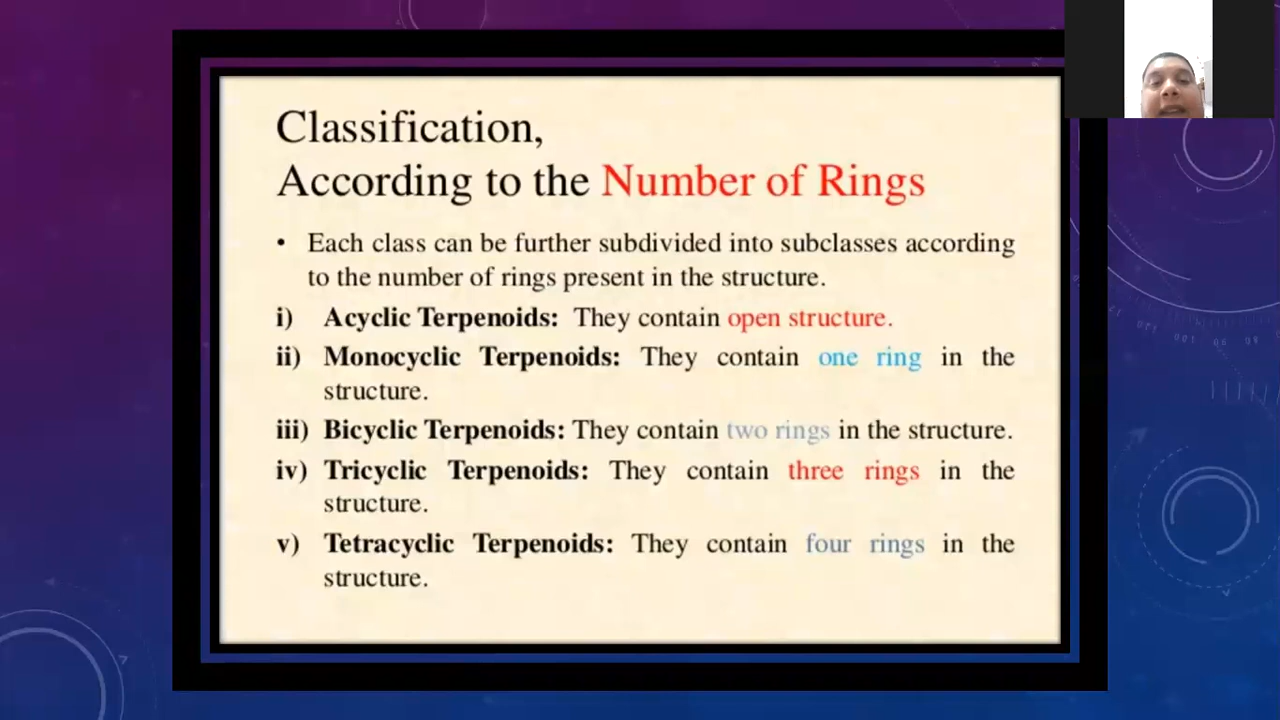 Classification,
According to the Number of Rings
• Each class can be further subdivided into subclasses according
to the number of rings present in the structure.
i) Acyclic Terpenoids: They contain open structure.
ii) Monocyclic Terpenoids: They contain one ring in the
structure.
iii) Bicyclic Terpenoids: They contain two rings in the structure.
iv) Tricyclic Terpenoids: They contain three rings in the
structure.
v) Tetracyclic Terpenoids: They contain four rings in the
structure.